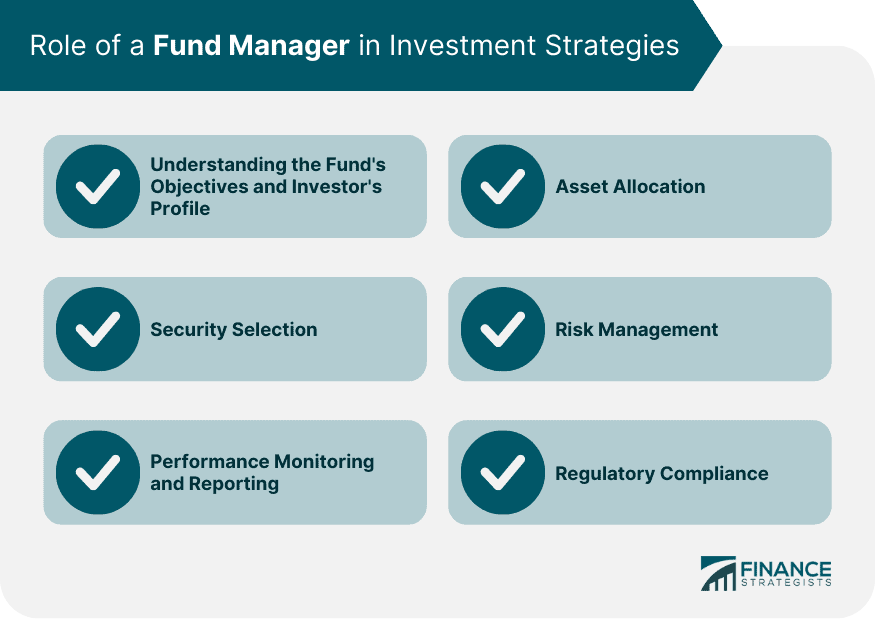 Role of a Fund Manager in Investment Strategies
Understanding the Fund's
Objectives and Investor's
Profile
Asset Allocation
Security Selection
Risk Management
Performance Monitoring
and Reporting
Regulatory Compliance
FINANCE
STRATEGISTS